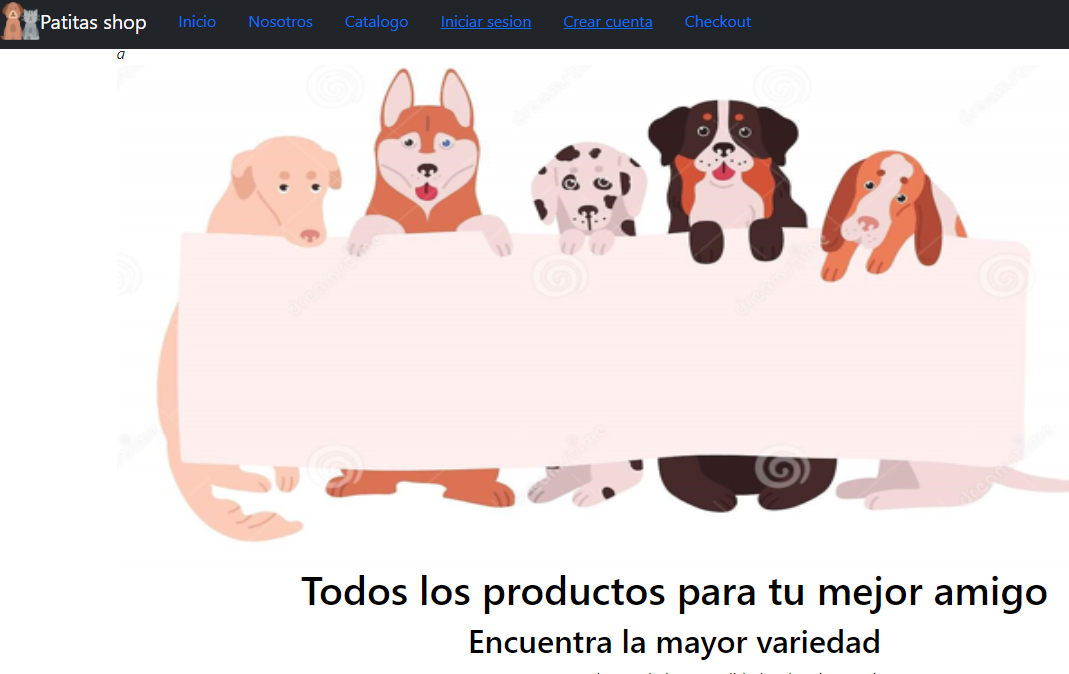 Patitas shop Inicio Nosotros Catalogo Iniciar sesion Crear cuenta Checkout
a
Todos los productos para tu mejor amigo
Encuentra la mayor variedad